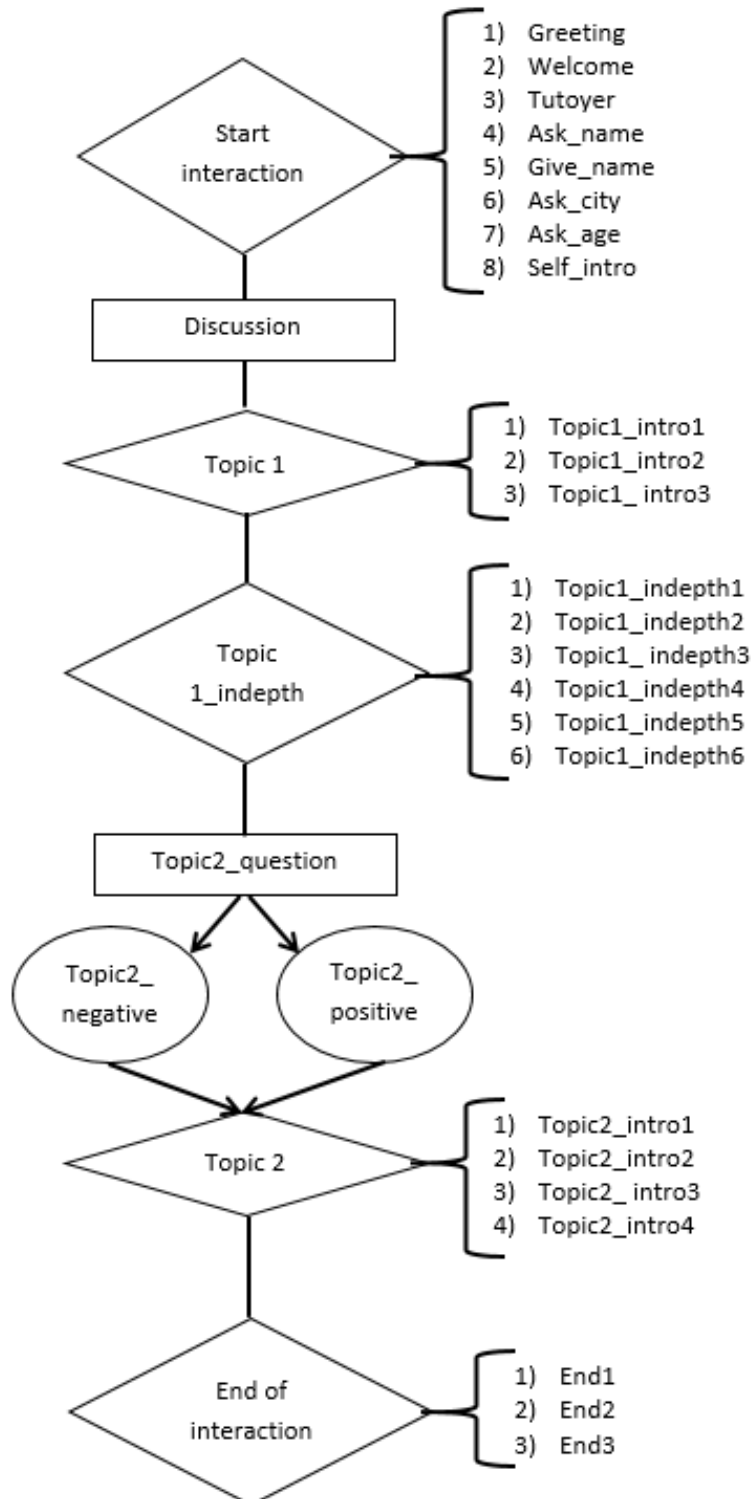 1) Greeting
2) Welcome
3) Tutoyer
4) Ask_name
5) Give_name
6) Ask_city
7) Ask_age
8) Self_intro
Start
interaction
Discussion
Topic 1
1) Topic1_intro1
2) Topic1_intro2
3) Topic1_ intro3
Topic
1_indepth
1) Topic1_indepth1
2) Topic1_indepth2
3) Topic1_ indepth3
4) Topic1_indepth4
5) Topic1_indepth5
6) Topic1_indepth6
Topic2_question
Topic2_
negative
Topic2_
positive
Topic 2
1) Topic2_intro1
2) Topic2_intro2
3) Topic2_ intro3
4) Topic2_intro4
End of
interaction
1) End1
2) End2
3) End3